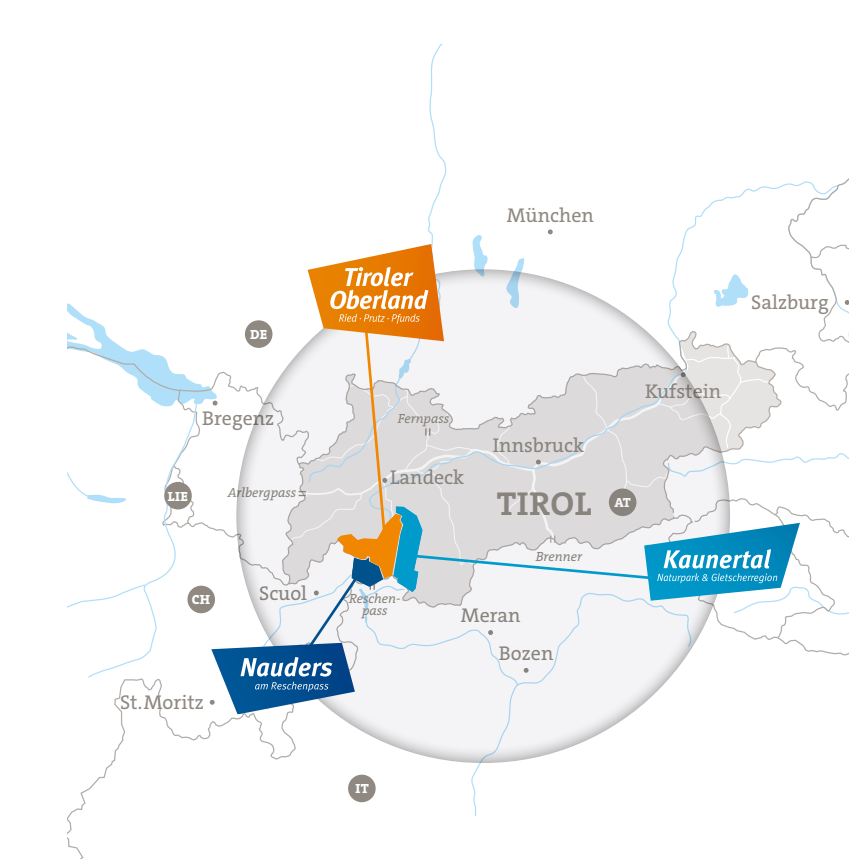 München
Tiroler
Oberland
Ried · Prutz · Pfunds
Salzburg
DE
Kufstein
Bregenz
Fernpass
Innsbruck
Landeck
LIE
Arlbergpass
TIROL
AT
Brenner
Kaunertal
Naturpark & Gletscherregion
Scuol
CH
Reschen-
pass
Meran
Bozen
Nauders
am Reschenpass
St.Moritz
IT